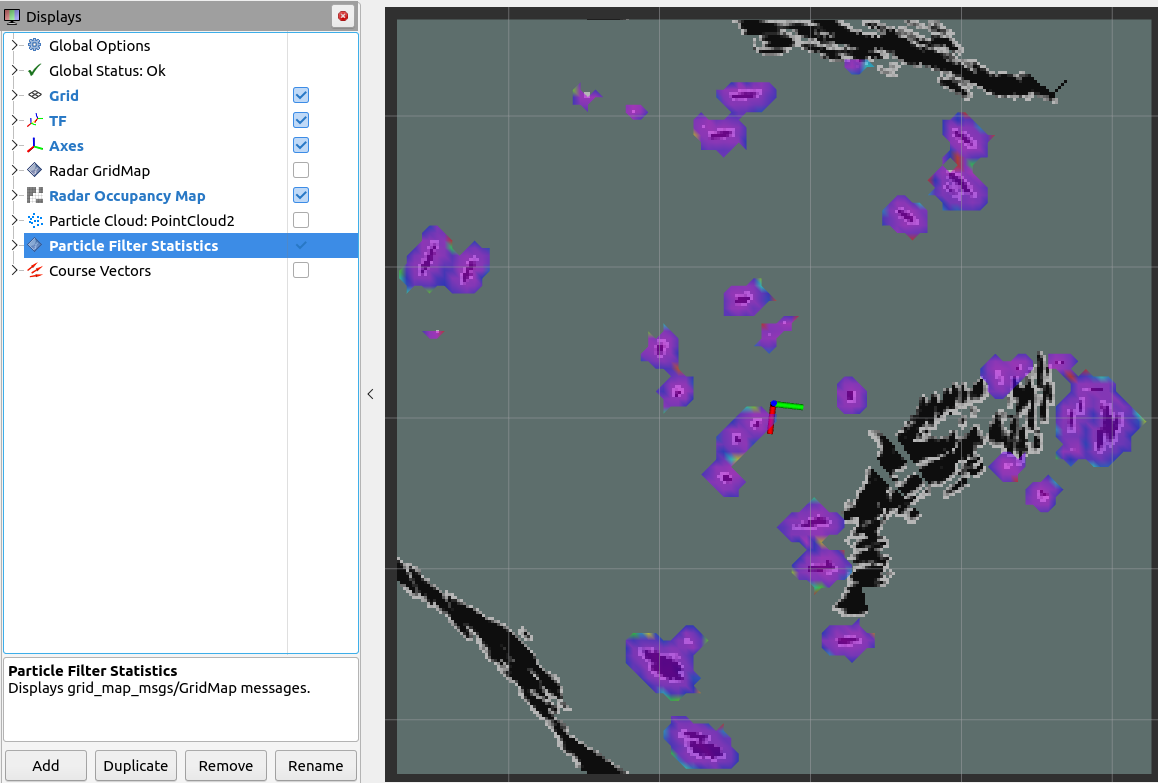 Displays
Global Options
Global Status: Ok
Grid
TF
Axes
Radar GridMap
Radar Occupancy Map
Particle Cloud: PointCloud2
Particle Filter Statistics
Course Vectors
Particle Filter Statistics
Displays grid_map_msgs/GridMap messages.
Add Duplicate Remove Rename